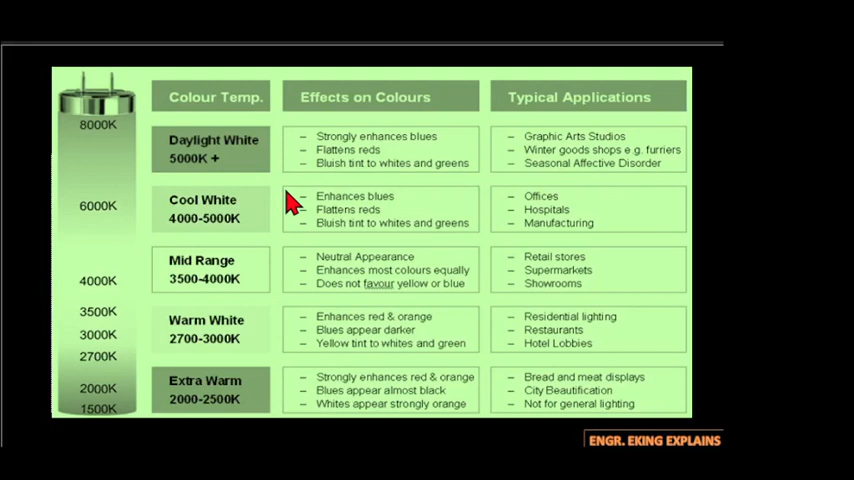 Colour Temp.
Effects on Colours
Typical Applications
8000K
6000K
4000K
3500K
3000K
2700K
2000K
1500K
Daylight White
5000K +
– Strongly enhances blues
– Flattens reds
– Bluish tint to whites and greens
– Graphic Arts Studios
– Winter goods shops e.g. furriers
– Seasonal Affective Disorder
Cool White
4000-5000K
– Enhances blues
– Flattens reds
– Bluish tint to whites and greens
– Offices
– Hospitals
– Manufacturing
Mid Range
3500-4000K
– Neutral Appearance
– Enhances most colours equally
– Does not favour yellow or blue
– Retail stores
– Supermarkets
– Showrooms
Warm White
2700-3000K
– Enhances red & orange
– Blues appear darker
– Yellow tint to whites and green
– Residential lighting
– Restaurants
– Hotel Lobbies
Extra Warm
2000-2500K
– Strongly enhances red & orange
– Blues appear almost black
– Whites appear strongly orange
– Bread and meat displays
– City Beautification
– Not for general lighting
ENGR. EKING EXPLAINS